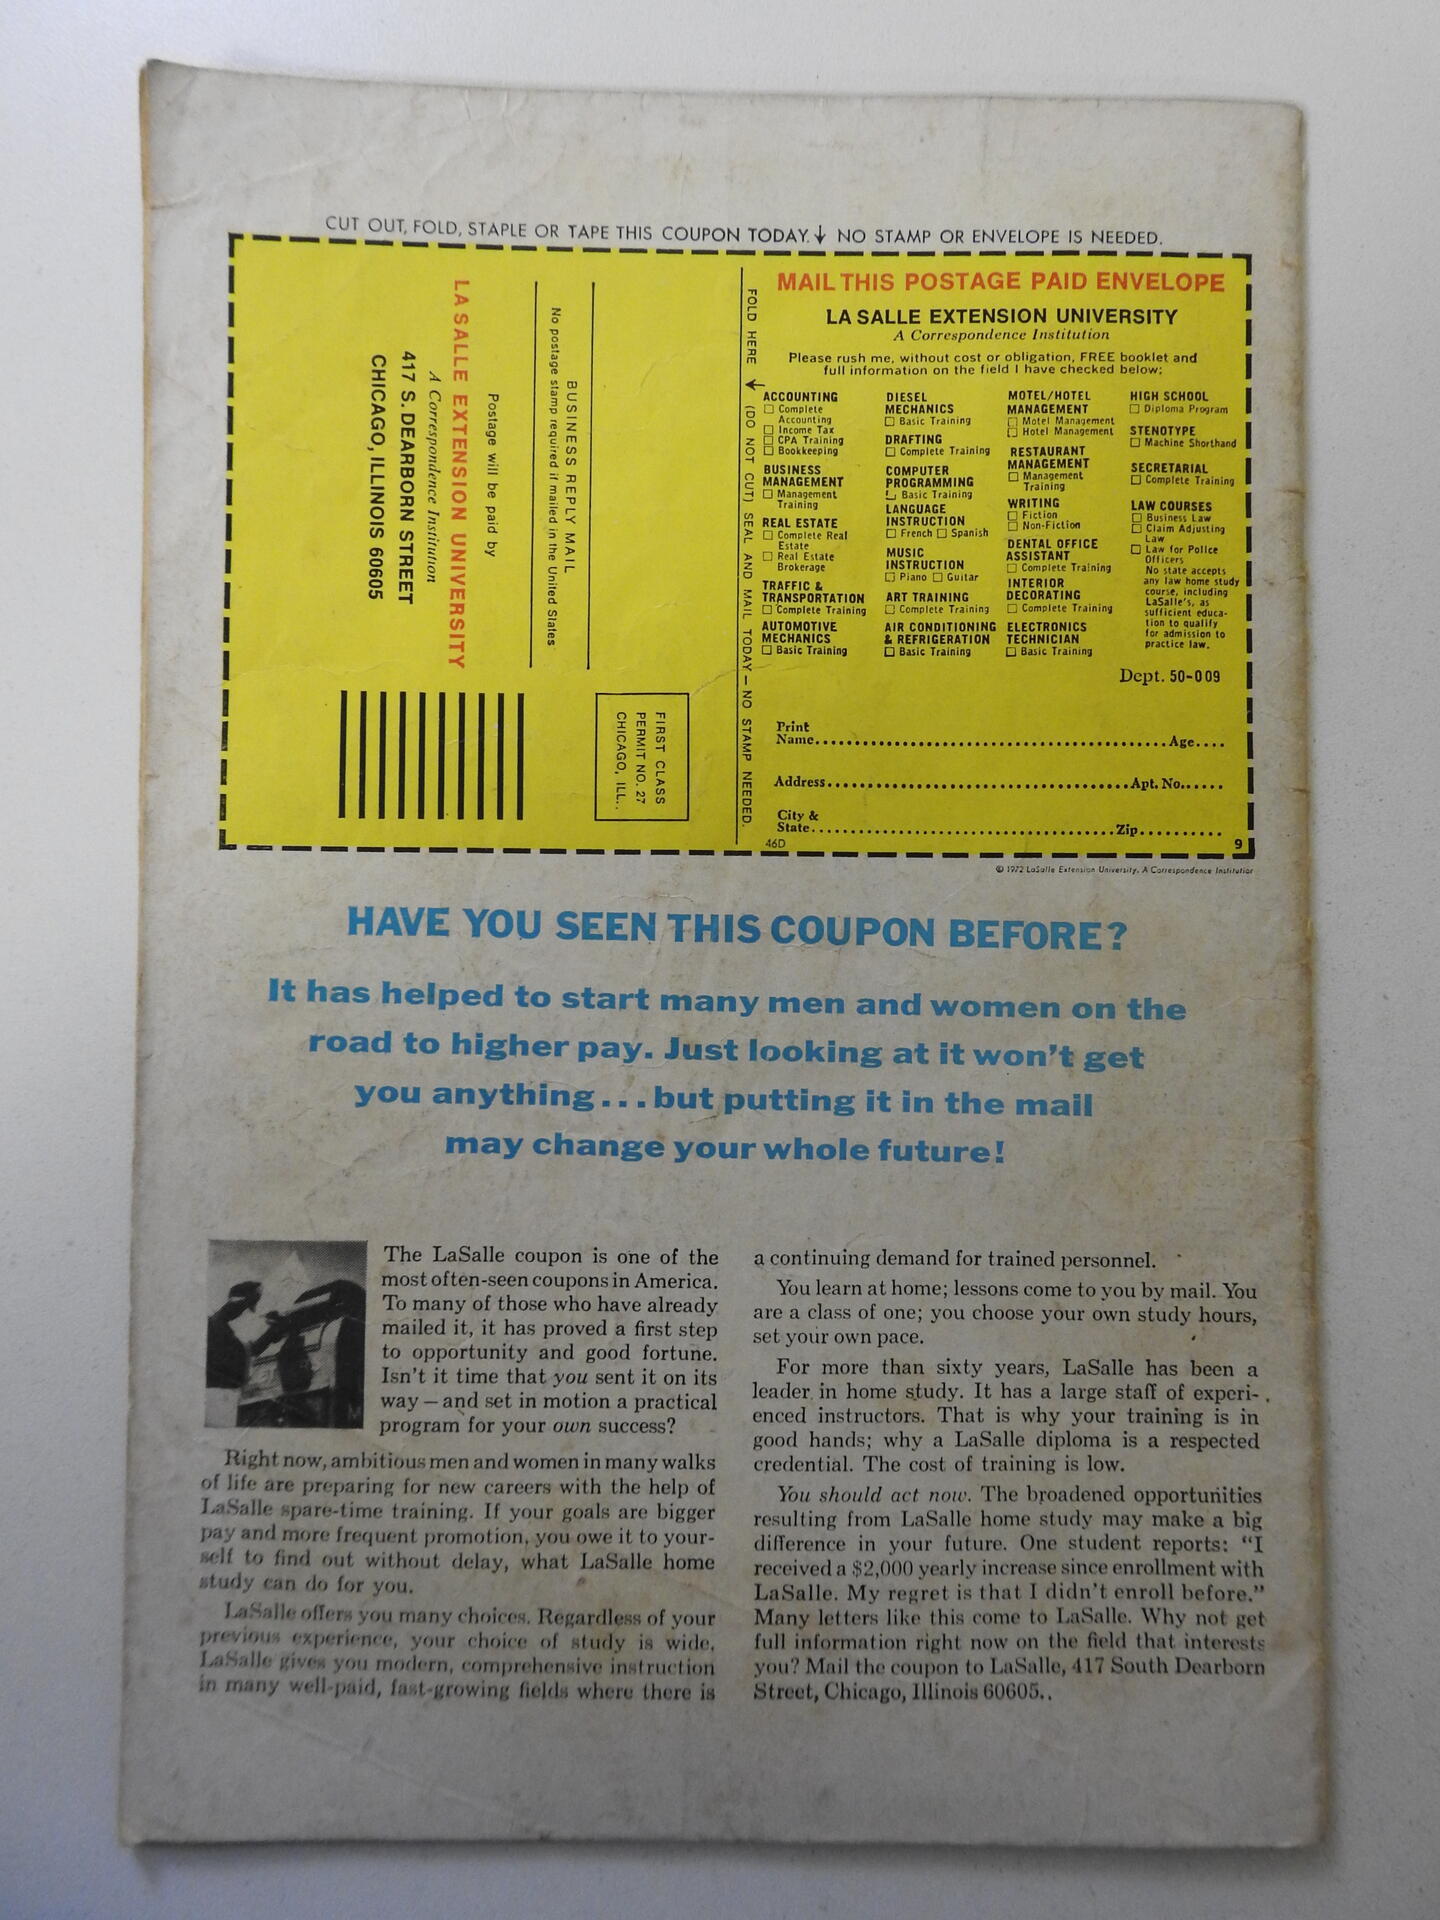 CUT OUT, FOLD, STAPLE OR TAPE THIS COUPON TODAY.↓ NO STAMP OR ENVELOPE IS NEEDED.
BUSINESS REPLY MAIL
No postage stamp required if mailed in the United States
Postage will be paid by
LA SALLE EXTENSION UNIVERSITY
A Correspondence Institution
417 S. DEARBORN STREET
CHICAGO, ILLINOIS 60605
FIRST CLASS
PERMIT NO. 27
CHICAGO, ILL..
FOLD HERE ← (DO NOT CUT) SEAL AND MAIL TODAY — NO STAMP NEEDED.
MAIL THIS POSTAGE PAID ENVELOPE
LA SALLE EXTENSION UNIVERSITY
A Correspondence Institution
Please rush me, without cost or obligation, FREE booklet and
full information on the field I have checked below:
ACCOUNTING
☐ Complete
Accounting
☐ Income Tax
☐ CPA Training
☐ Bookkeeping
BUSINESS
MANAGEMENT
☐ Management
Training
REAL ESTATE
☐ Complete Real
Estate
☐ Real Estate
Brokerage
TRAFFIC &
TRANSPORTATION
☐ Complete Training
AUTOMOTIVE
MECHANICS
☐ Basic Training
DIESEL
MECHANICS
☐ Basic Training
DRAFTING
☐ Complete Training
COMPUTER
PROGRAMMING
☐ Basic Training
LANGUAGE
INSTRUCTION
☐ French ☐ Spanish
MUSIC
INSTRUCTION
☐ Piano ☐ Guitar
ART TRAINING
☐ Complete Training
AIR CONDITIONING
& REFRIGERATION
☐ Basic Training
MOTEL/HOTEL
MANAGEMENT
☐ Motel Management
☐ Hotel Management
RESTAURANT
MANAGEMENT
☐ Management
Training
WRITING
☐ Fiction
☐ Non-Fiction
DENTAL OFFICE
ASSISTANT
☐ Complete Training
INTERIOR
DECORATING
☐ Complete Training
ELECTRONICS
TECHNICIAN
☐ Basic Training
HIGH SCHOOL
☐ Diploma Program
STENOTYPE
☐ Machine Shorthand
SECRETARIAL
☐ Complete Training
LAW COURSES
☐ Business Law
☐ Claim Adjusting
Law
☐ Law for Police
Officers
No state accepts
any law home study
course, including
LaSalle's, as
sufficient educa-
tion to qualify
for admission to
practice law.
Dept. 50-009
Print
Name........Age....
Address........Apt. No......
City &
State........Zip..........
46D 9
© 1972 LaSalle Extension University, A Correspondence Institution
HAVE YOU SEEN THIS COUPON BEFORE?
It has helped to start many men and women on the
road to higher pay. Just looking at it won't get
you anything...but putting it in the mail
may change your whole future!
The LaSalle coupon is one of the
most often-seen coupons in America.
To many of those who have already
mailed it, it has proved a first step
to opportunity and good fortune.
Isn't it time that you sent it on its
way — and set in motion a practical
program for your own success?
Right now, ambitious men and women in many walks
of life are preparing for new careers with the help of
LaSalle spare-time training. If your goals are bigger
pay and more frequent promotion, you owe it to your-
self to find out without delay, what LaSalle home
study can do for you.
LaSalle offers you many choices. Regardless of your
previous experience, your choice of study is wide.
LaSalle gives you modern, comprehensive instruction
in many well-paid, fast-growing fields where there is
a continuing demand for trained personnel.
You learn at home; lessons come to you by mail. You
are a class of one; you choose your own study hours,
set your own pace.
For more than sixty years, LaSalle has been a
leader in home study. It has a large staff of experi-
enced instructors. That is why your training is in
good hands; why a LaSalle diploma is a respected
credential. The cost of training is low.
You should act now. The broadened opportunities
resulting from LaSalle home study may make a big
difference in your future. One student reports: "I
received a $2,000 yearly increase since enrollment with
LaSalle. My regret is that I didn't enroll before."
Many letters like this come to LaSalle. Why not get
full information right now on the field that interests
you? Mail the coupon to LaSalle, 417 South Dearborn
Street, Chicago, Illinois 60605..